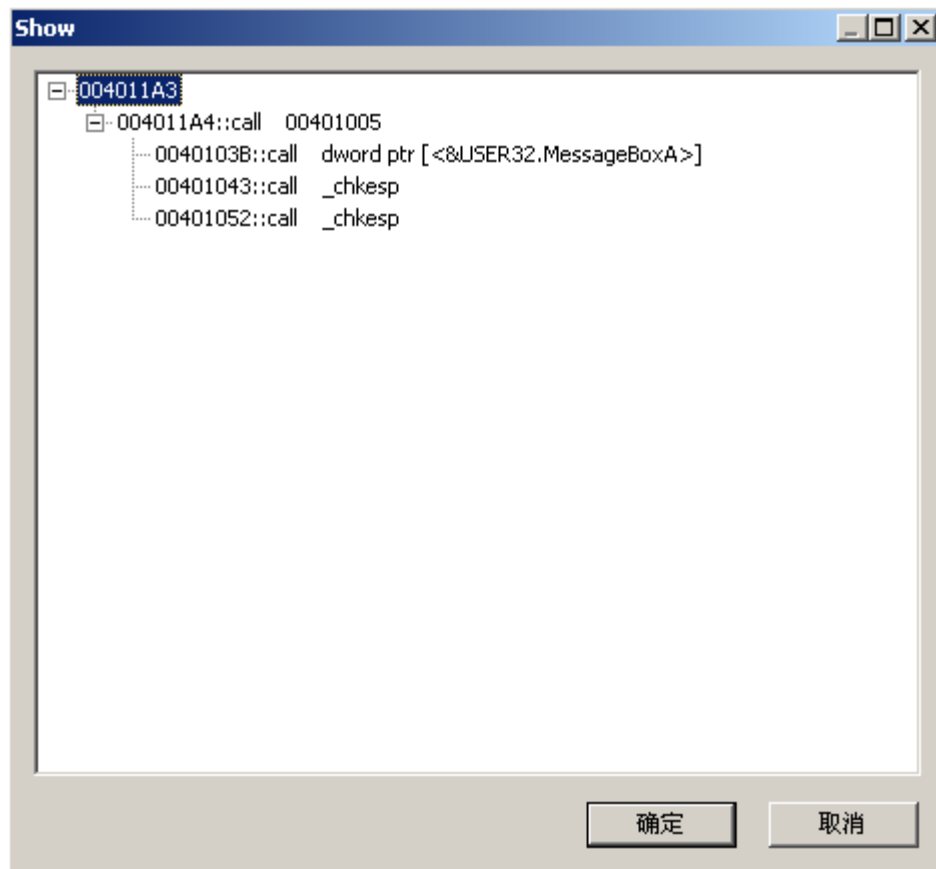 Show
004011A3
004011A4::call 00401005
0040103B::call dword ptr [<&USER32.MessageBoxA>]
00401043::call _chkesp
00401052::call _chkesp
确定 取消